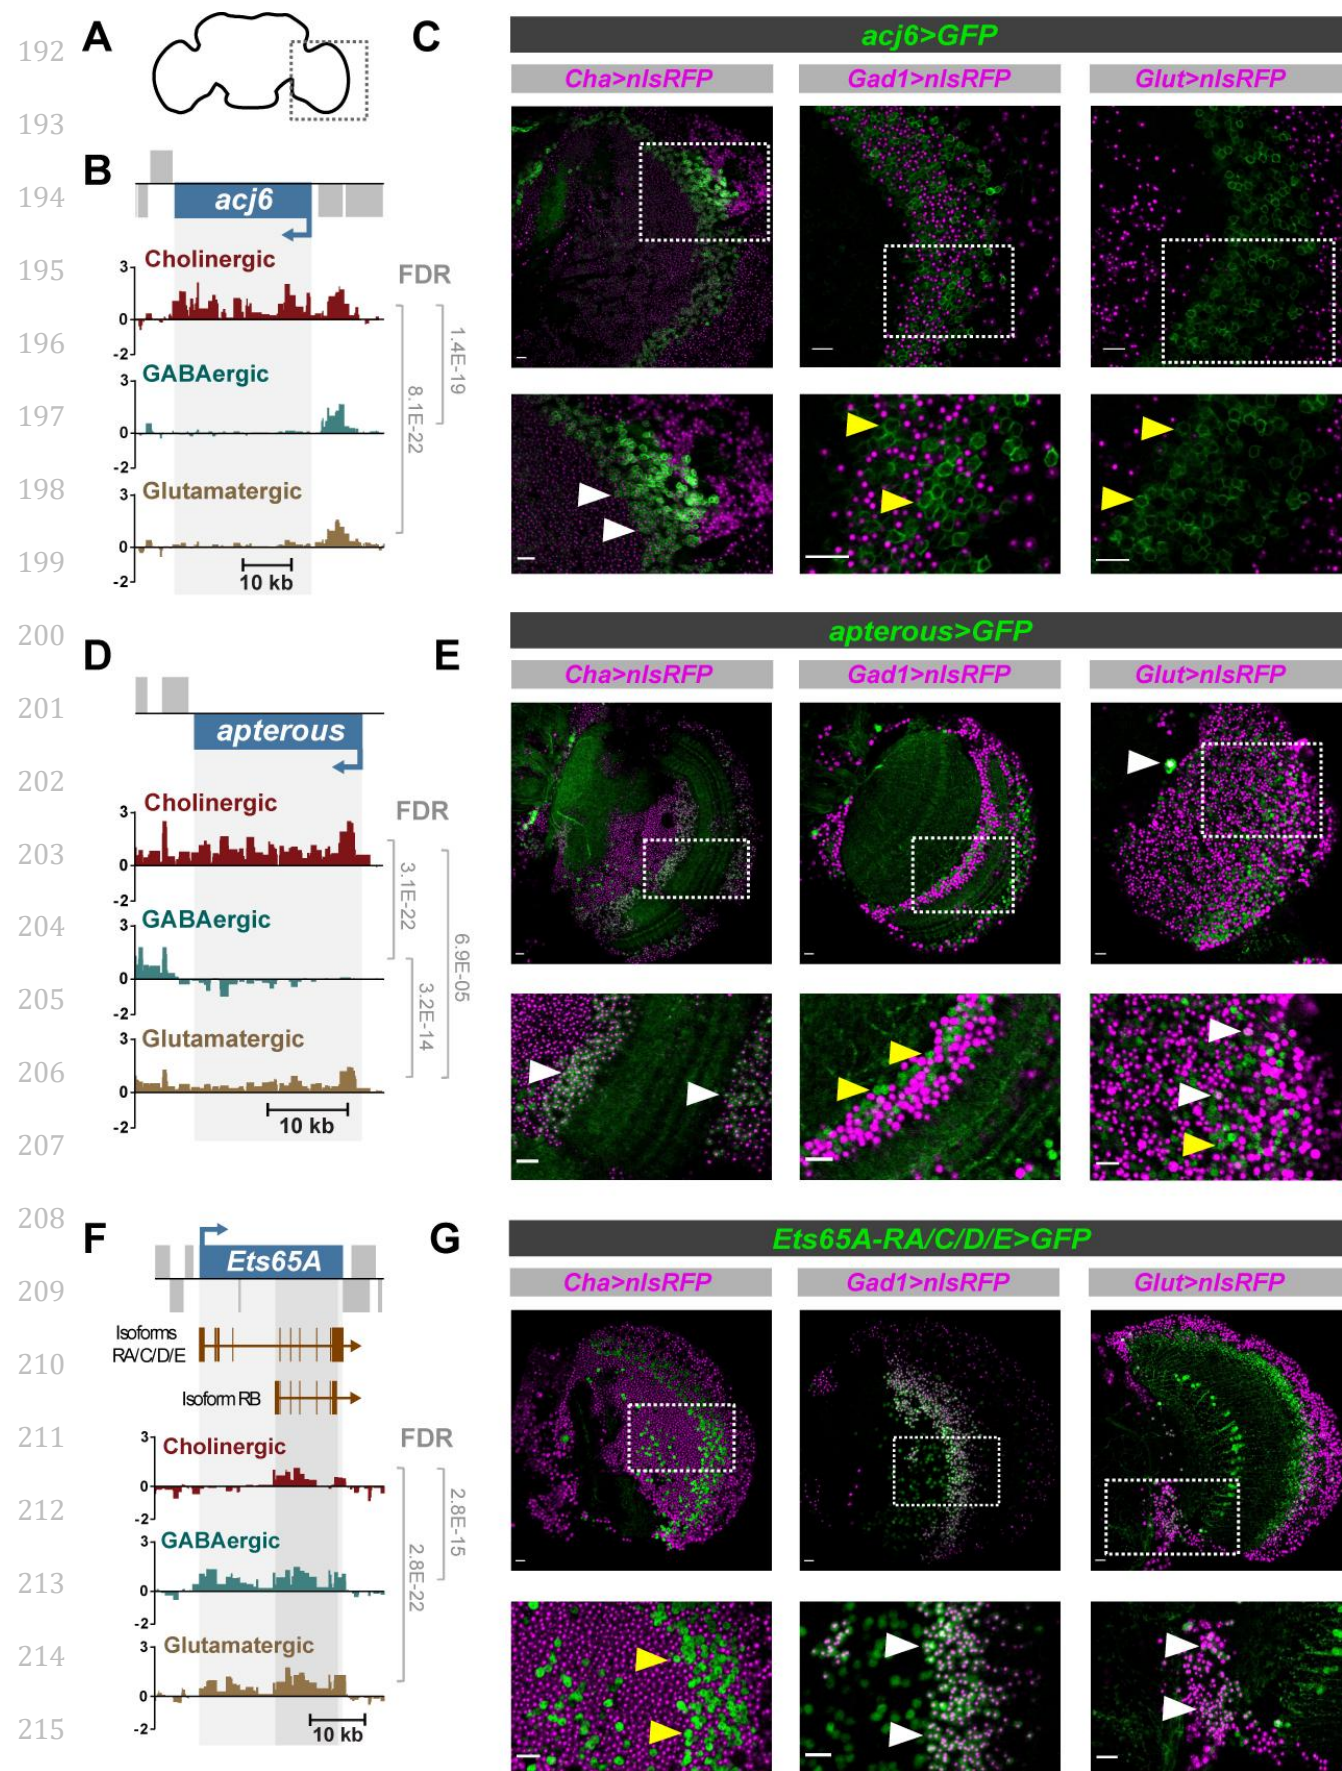 192
193
194
195
196
197
198
199
200
201
202
203
204
205
206
207
208
209
210
211
212
213
214
215
A
B
acj6
Cholinergic
FDR
3
0
-2
1.4E-19
8.1E-22
GABAergic
3
0
-2
Glutamatergic
3
0
-2
10 kb
C
acj6>GFP
Cha>nlsRFP
Gad1>nlsRFP
Glut>nlsRFP
D
apterous
Cholinergic
FDR
3
0
-2
3.1E-22
6.9E-05
3.2E-14
GABAergic
3
0
-2
Glutamatergic
3
0
-2
10 kb
E
apterous>GFP
Cha>nlsRFP
Gad1>nlsRFP
Glut>nlsRFP
F
Ets65A
Isoforms
RA/C/D/E
Isoform RB
Cholinergic
FDR
3
0
-2
2.8E-15
2.8E-22
GABAergic
3
0
-2
Glutamatergic
3
0
-2
10 kb
G
Ets65A-RA/C/D/E>GFP
Cha>nlsRFP
Gad1>nlsRFP
Glut>nlsRFP